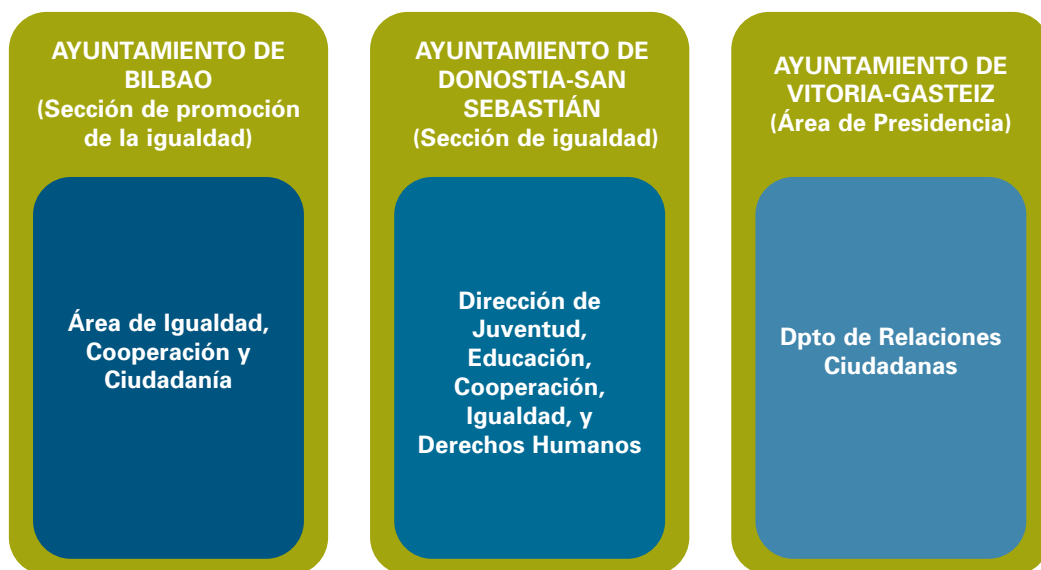 AYUNTAMIENTO DE
BILBAO
(Sección de promoción
de la igualdad)
Área de Igualdad,
Cooperación y
Ciudadanía
AYUNTAMIENTO DE
DONOSTIA-SAN
SEBASTIÁN
(Sección de igualdad)
Dirección de
Juventud,
Educación,
Cooperación,
Igualdad, y
Derechos Humanos
AYUNTAMIENTO DE
VITORIA-GASTEIZ
(Área de Presidencia)
Dpto de Relaciones
Ciudadanas